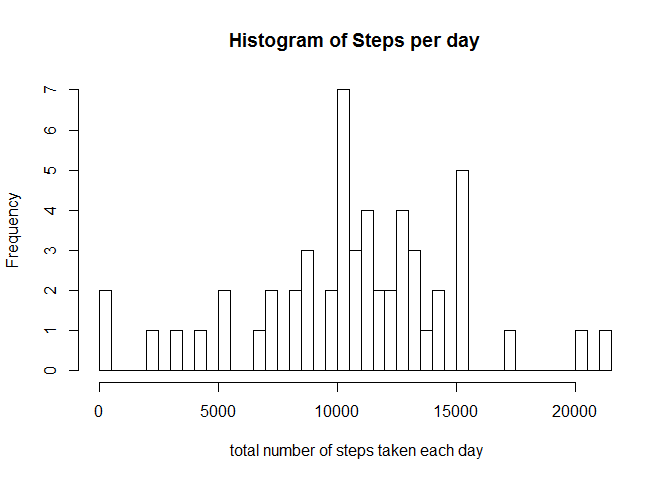 Histogram of Steps per day
Frequency
7
6
5
4
3
2
1
0
0 5000 10000 15000 20000
total number of steps taken each day